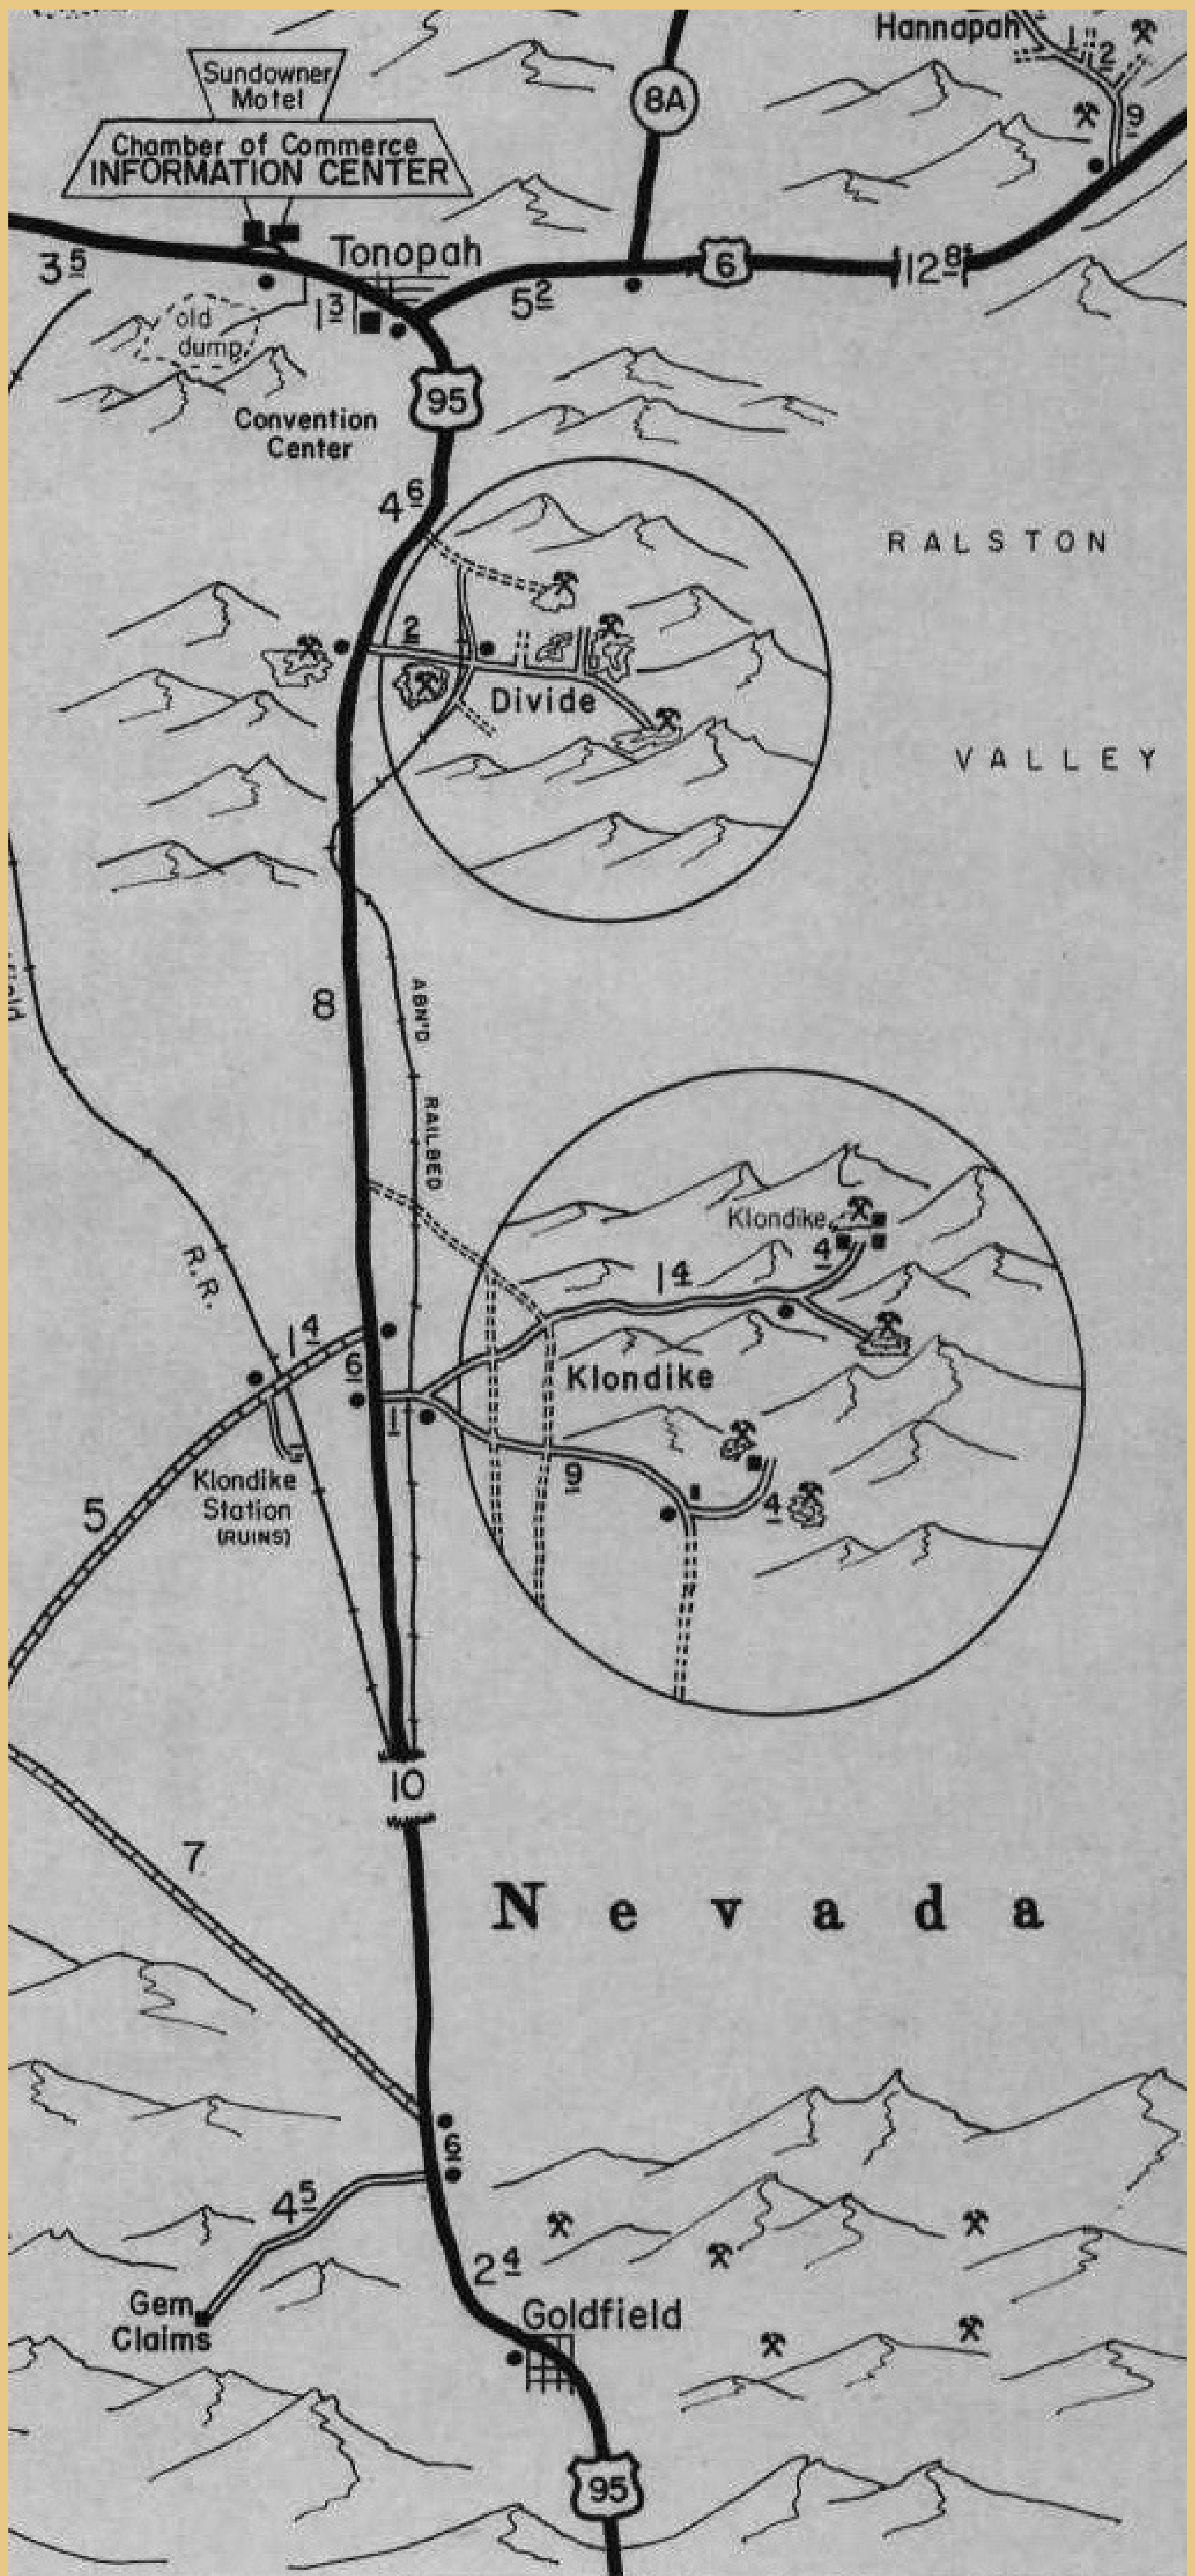 Hannapah
1
2
9
Sundowner
Motel
8A
Chamber of Commerce
INFORMATION CENTER
Tonopah
3 5
6
12 8
5 2
1 3
old
dump
95
Convention
Center
4 6
RALSTON
2
Divide
VALLEY
8
ABN'D
RAILBED
Klondike
4
1 4
R.R.
1 4
6
Klondike
1
9
Klondike
Station
(RUINS)
4
5
10
7
Nevada
6
4 5
2 4
Gem
Claims
Goldfield
95